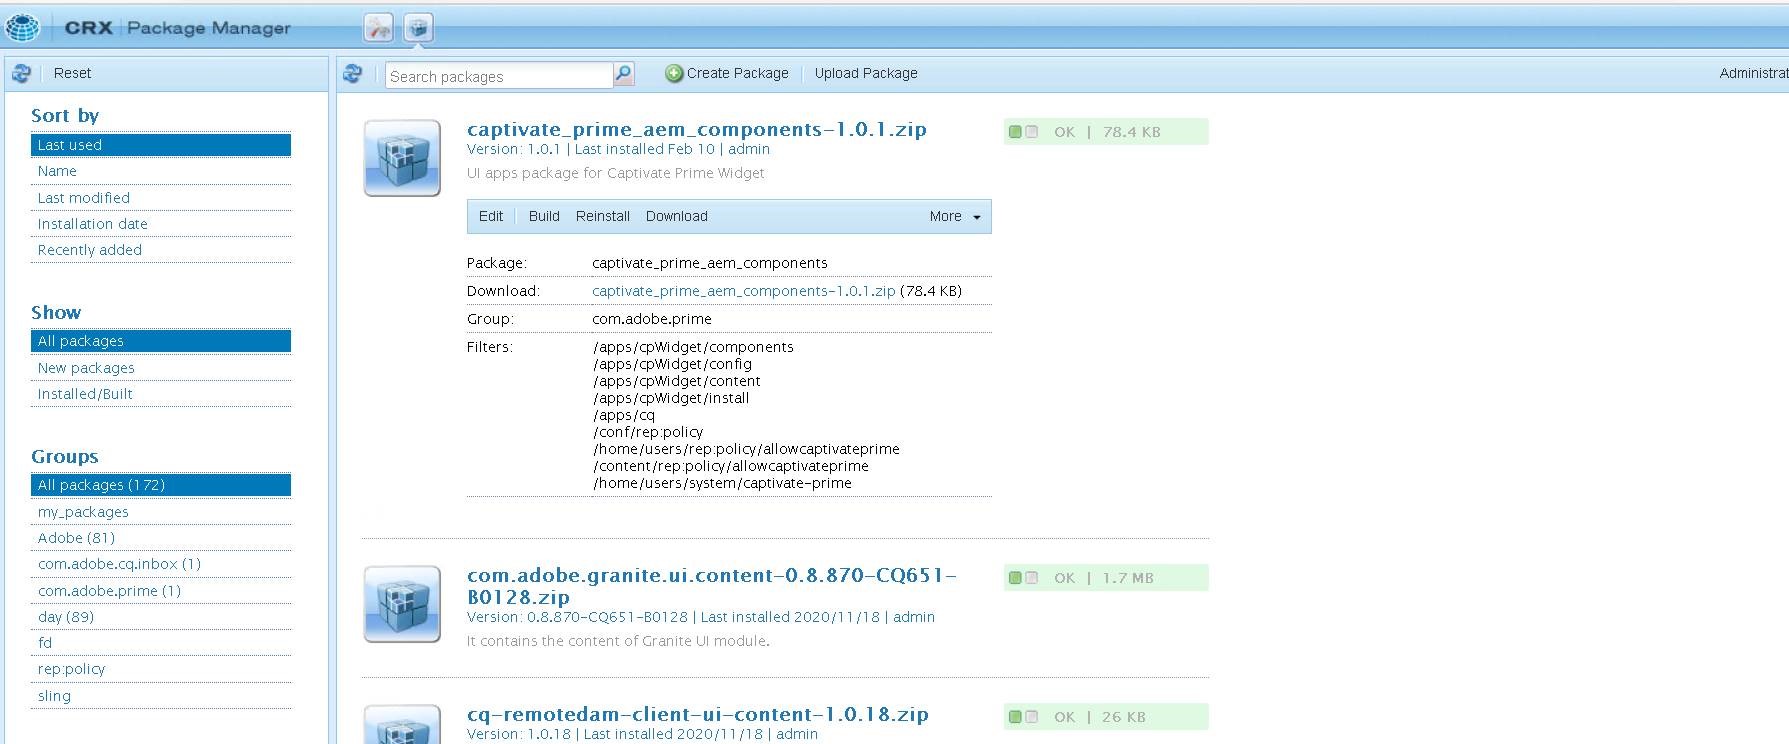 CRX Package Manager
Reset
Search packages
Create Package
Upload Package
Administrat
Sort by
Last used
Name
Last modified
Installation date
Recently added
Show
All packages
New packages
Installed/Built
Groups
All packages (172)
my_packages
Adobe (81)
com.adobe.cq.inbox (1)
com.adobe.prime (1)
day (89)
fd
rep:policy
sling
captivate_prime_aem_components-1.0.1.zip
OK | 78.4 KB
Version: 1.0.1 | Last installed Feb 10 | admin
UI apps package for Captivate Prime Widget
Edit Build Reinstall Download More
Package: captivate_prime_aem_components
Download: captivate_prime_aem_components-1.0.1.zip (78.4 KB)
Group: com.adobe.prime
Filters: /apps/cpWidget/components
/apps/cpWidget/config
/apps/cpWidget/content
/apps/cpWidget/install
/apps/cq
/conf/rep:policy
/home/users/rep:policy/allowcaptivateprime
/content/rep:policy/allowcaptivateprime
/home/users/system/captivate-prime
com.adobe.granite.ui.content-0.8.870-CQ651-
B0128.zip
OK | 1.7 MB
Version: 0.8.870-CQ651-B0128 | Last installed 2020/11/18 | admin
It contains the content of Granite UI module.
cq-remotedam-client-ui-content-1.0.18.zip
OK | 26 KB
Version: 1.0.18 | Last installed 2020/11/18 | admin